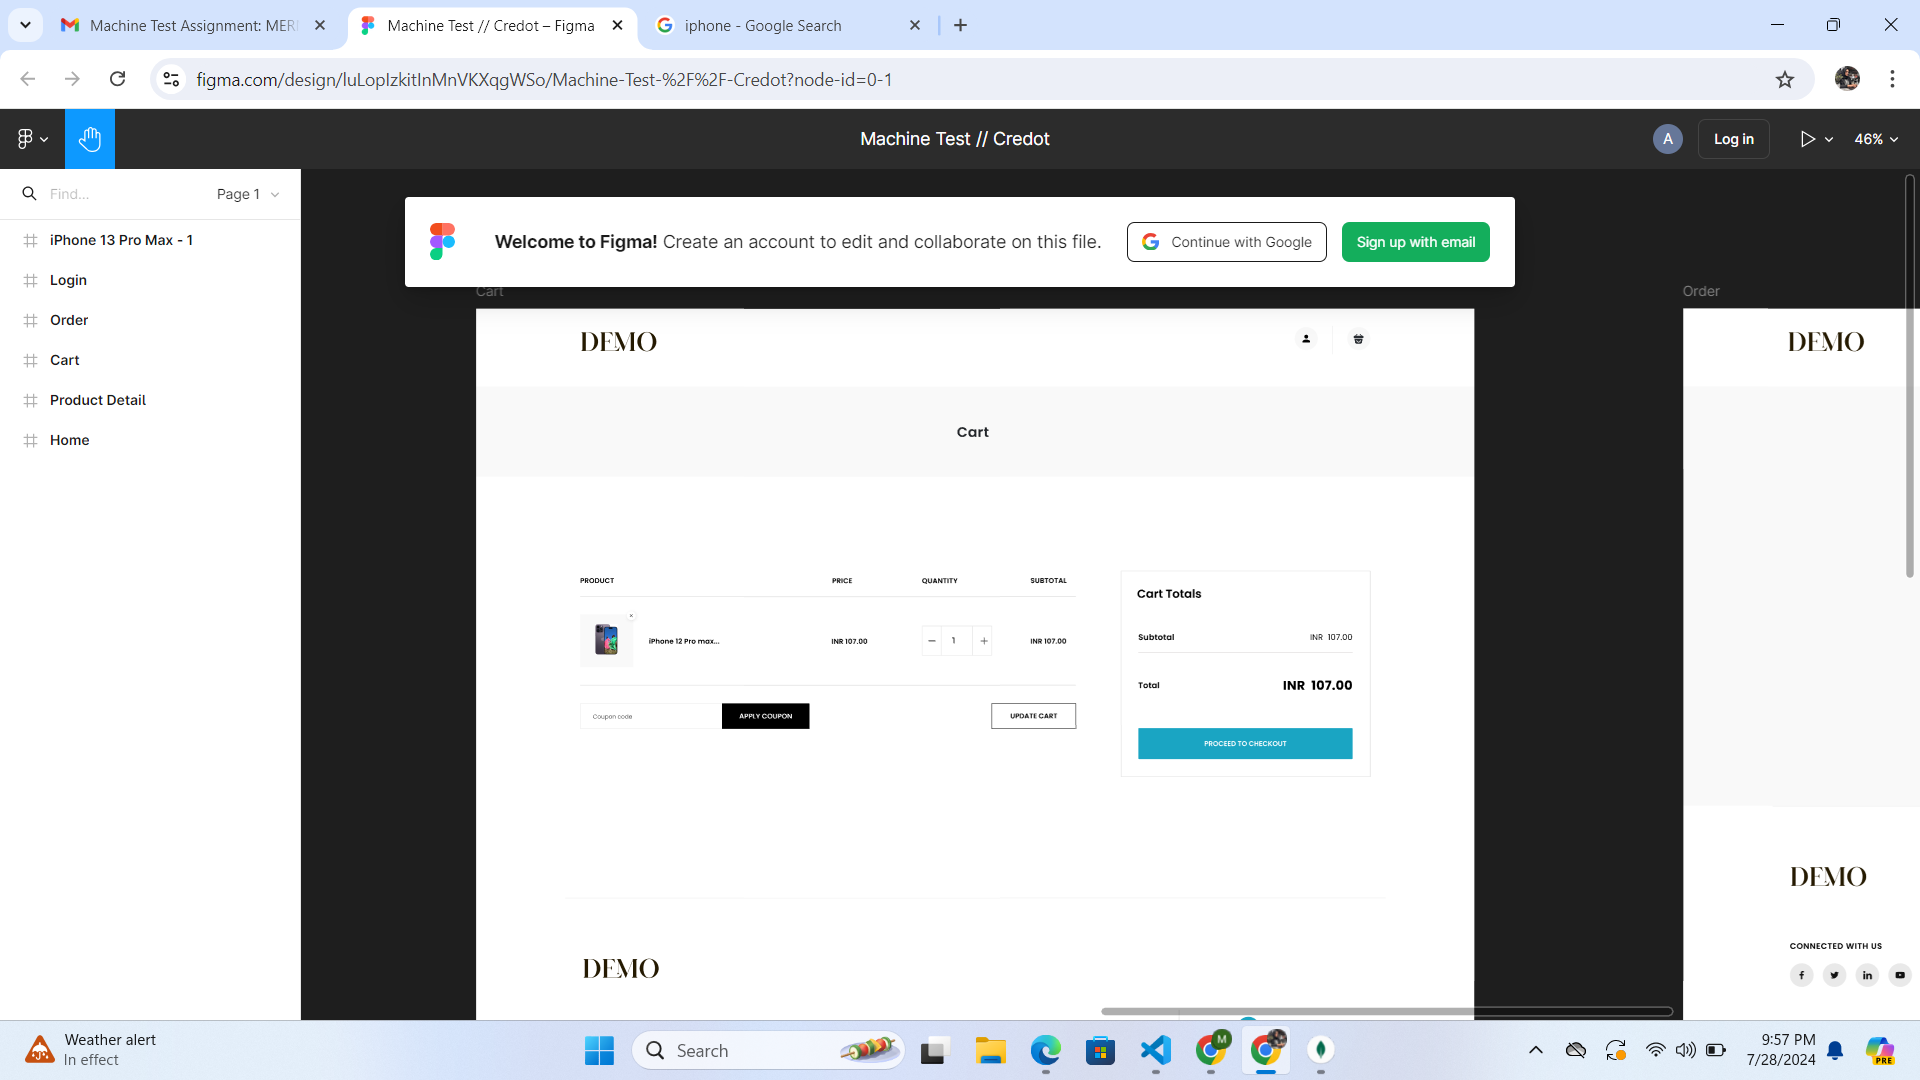 Machine Test Assignment: MER
Machine Test // Credot – Figma
iphone - Google Search
figma.com/design/luLopIzkitInMnVKXqgWSo/Machine-Test-%2F%2F-Credot?node-id=0-1
Machine Test // Credot
A
Log in
46%
Find...
Page 1
iPhone 13 Pro Max - 1
Login
Order
Cart
Product Detail
Home
Welcome to Figma! Create an account to edit and collaborate on this file.
Continue with Google
Sign up with email
Cart
Order
DEMO
DEMO
Cart
PRODUCT
PRICE
QUANTITY
SUBTOTAL
iPhone 12 Pro max...
INR 107.00
1
INR 107.00
Coupon code
APPLY COUPON
UPDATE CART
Cart Totals
Subtotal
INR 107.00
Total
INR 107.00
PROCEED TO CHECKOUT
DEMO
DEMO
CONNECTED WITH US
Weather alert
In effect
Search
M
9:57 PM
7/28/2024
PRE